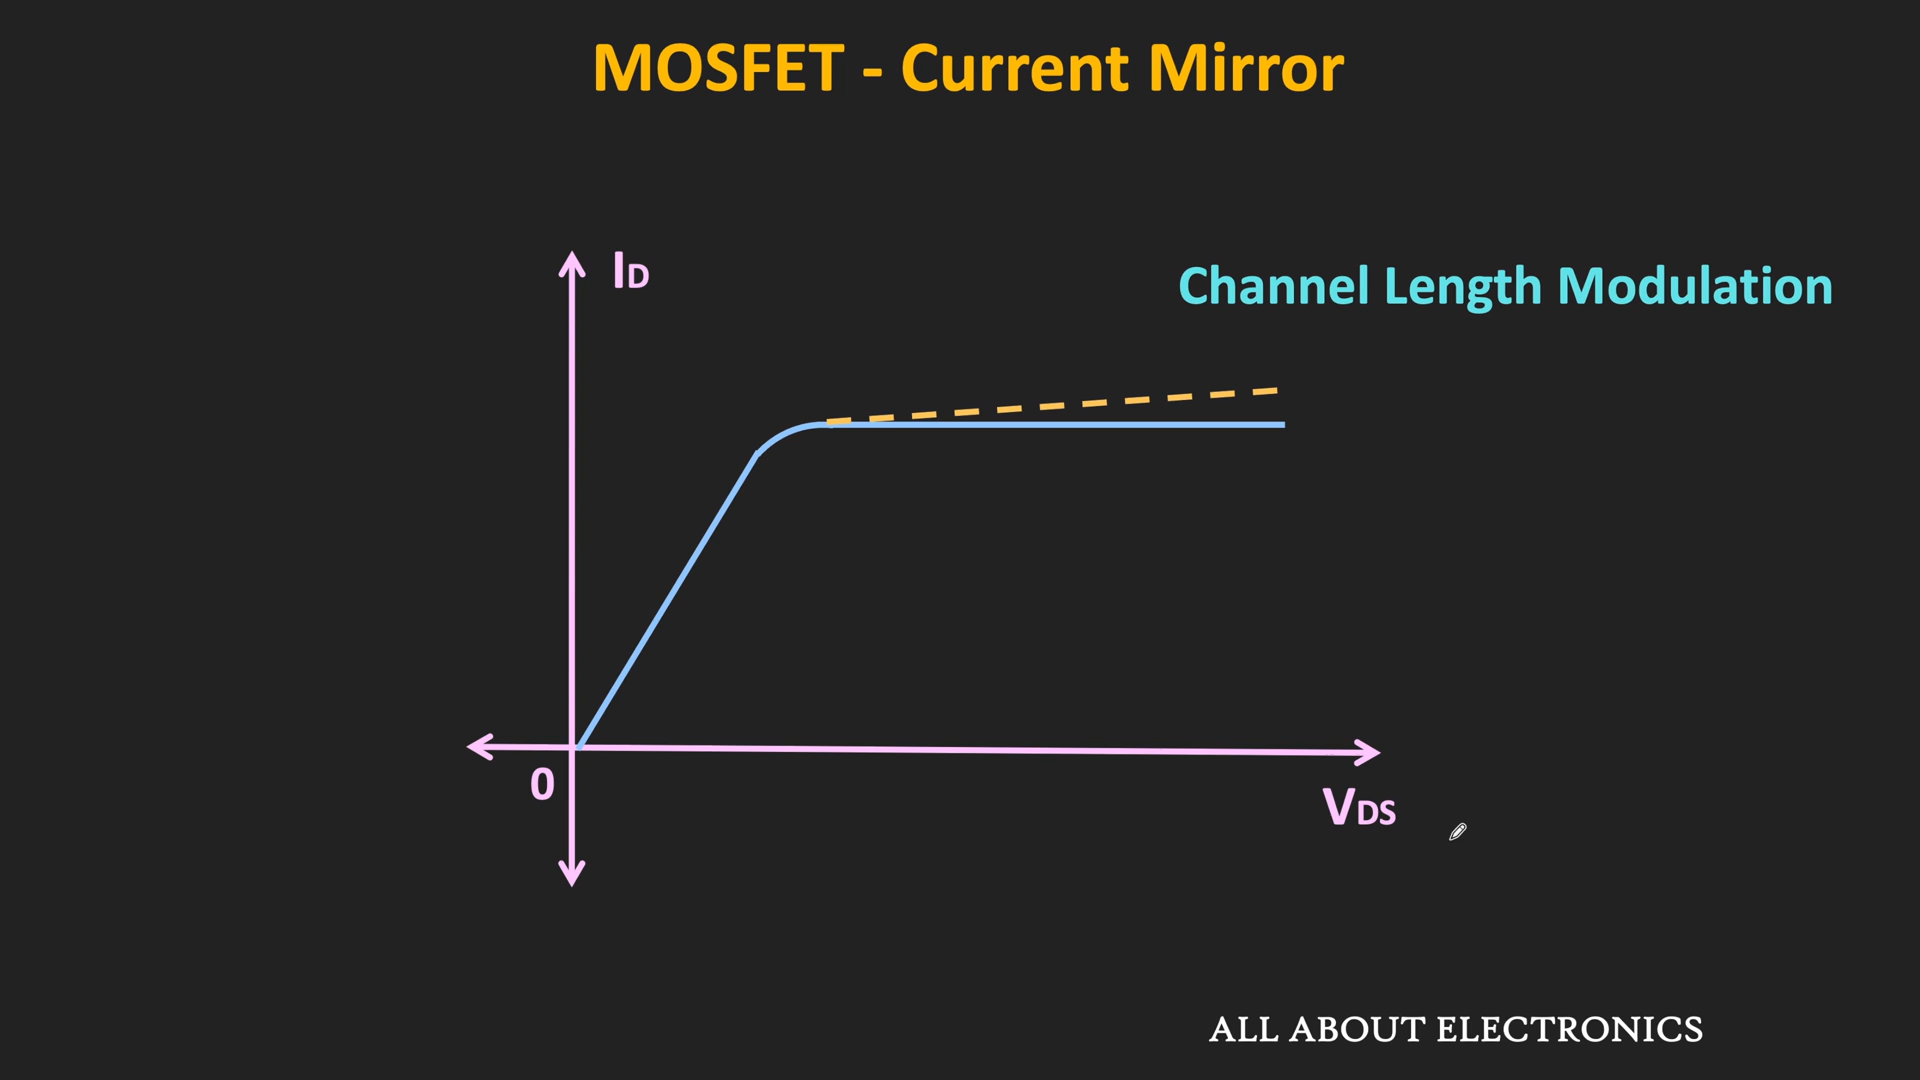 MOSFET - Current Mirror
ID
Channel Length Modulation
0
VDS
ALL ABOUT ELECTRONICS